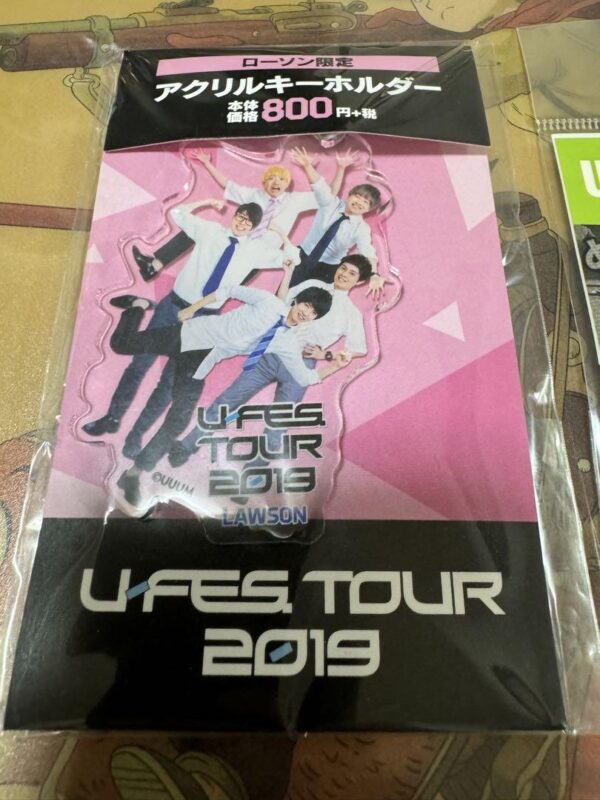 ローソン限定
アクリルキーホルダー
本体価格800円+税
U-FES.
TOUR
2019
©UUUM
LAWSON
U-FES. TOUR
2019